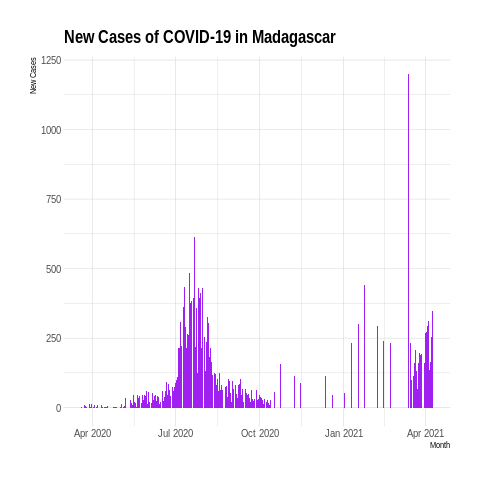 New Cases of COVID-19 in Madagascar
New Cases
1250
1000
750
500
250
0
Apr 2020
Jul 2020
Oct 2020
Jan 2021
Apr 2021
Month